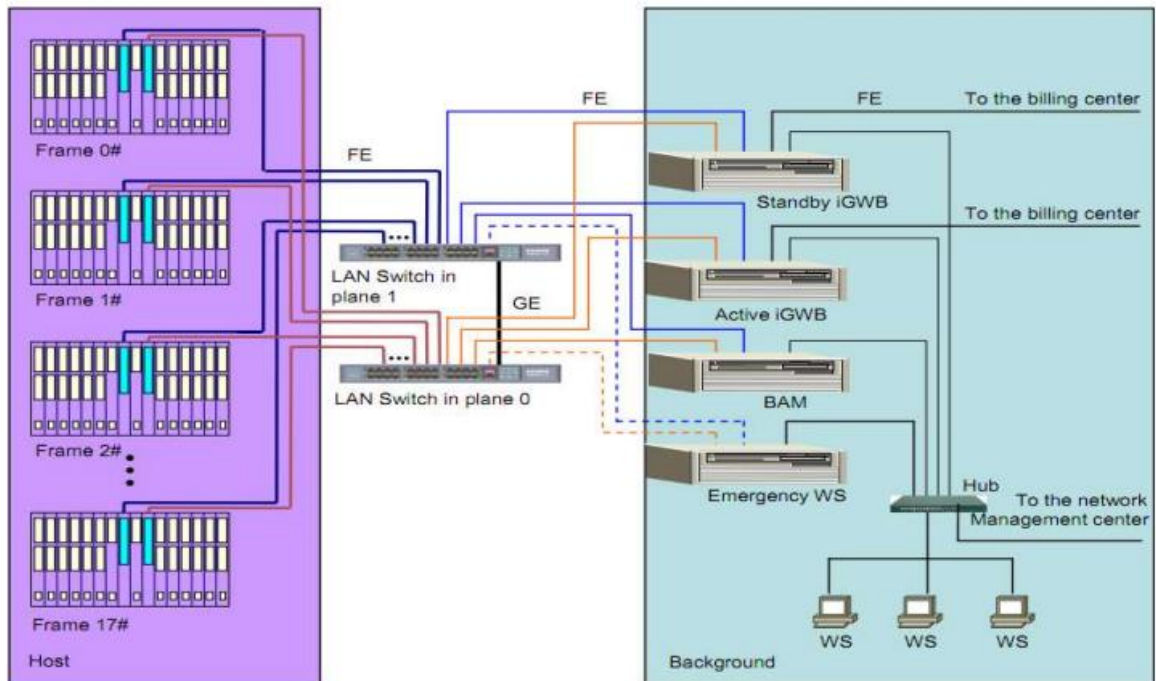 Frame 0#
Frame 1#
Frame 2#
Frame 17#
Host
FE
LAN Switch in
plane 1
GE
LAN Switch in plane 0
FE
FE
To the billing center
Standby iGWB
To the billing center
Active iGWB
BAM
Emergency WS
Hub
To the network
Management center
WS
WS
WS
Background